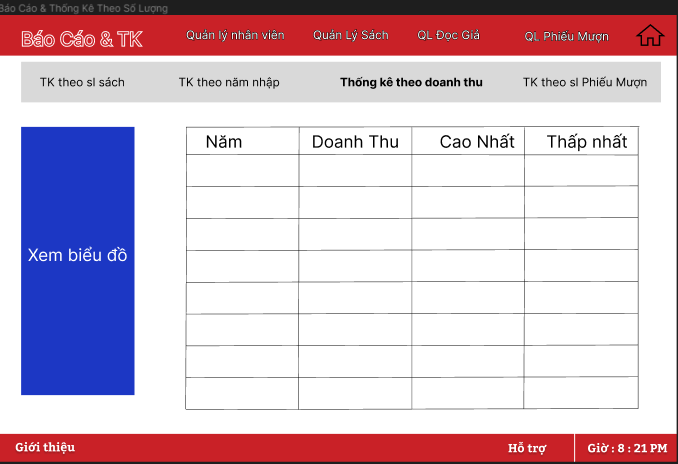 Báo Cáo & Thống Kê Theo Số Lượng
Báo Cáo & TK
Quản lý nhân viên
Quản Lý Sách
QL Đọc Giả
QL Phiếu Mượn
TK theo sl sách
TK theo năm nhập
Thống kê theo doanh thu
TK theo sl Phiếu Mượn
Xem biểu đồ
Năm
Doanh Thu
Cao Nhất
Thấp nhất
Giới thiệu
Hỗ trợ
Giờ : 8 : 21 PM